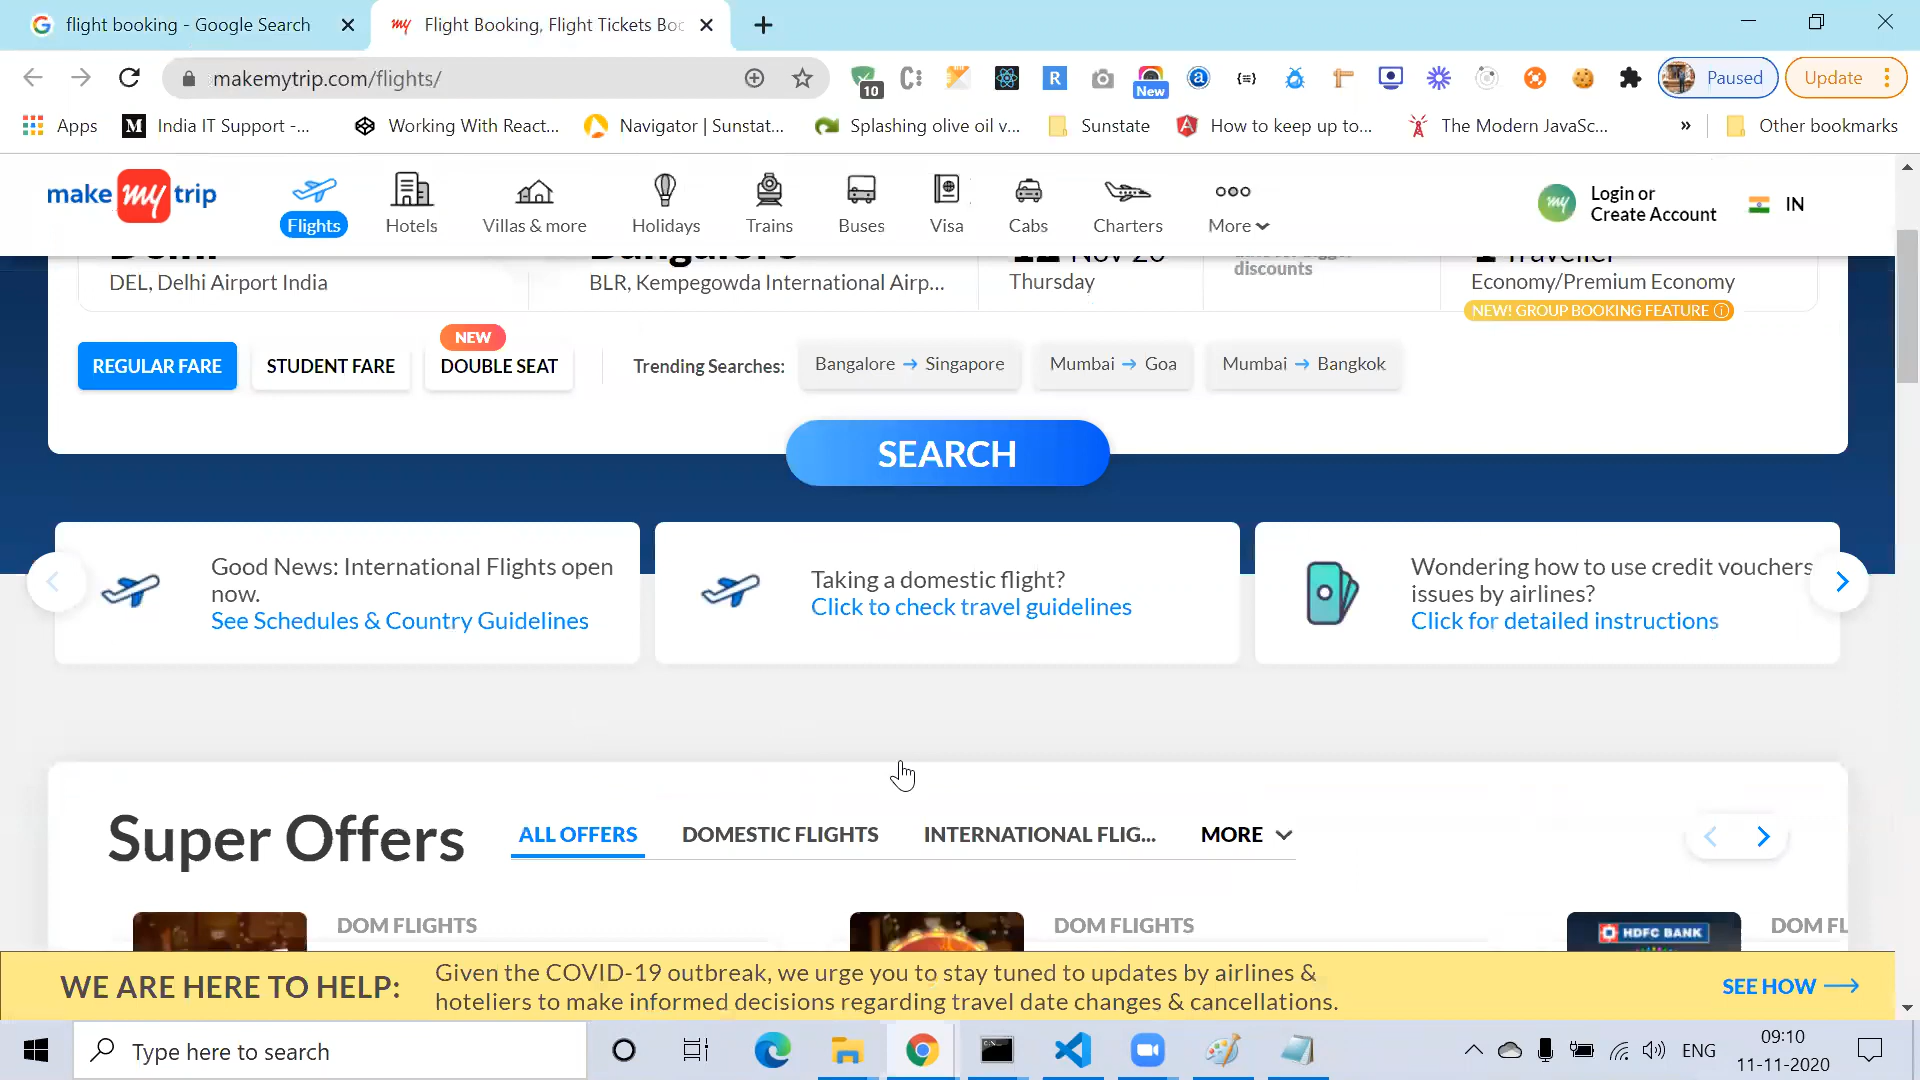 flight booking - Google Search
Flight Booking, Flight Tickets Boo
makemytrip.com/flights/
10
New
Paused
Update
Apps
India IT Support -...
Working With React...
Navigator | Sunstat...
Splashing olive oil v...
Sunstate
How to keep up to...
The Modern JavaSc...
»
Other bookmarks
make my trip
Flights
Hotels
Villas & more
Holidays
Trains
Buses
Visa
Cabs
Charters
More
my
Login or
Create Account
IN
Delhi
DEL, Delhi Airport India
Bangalore
BLR, Kempegowda International Airp...
Nov'20
Thursday
discounts
Traveller
Economy/Premium Economy
NEW! GROUP BOOKING FEATURE
REGULAR FARE
STUDENT FARE
NEW
DOUBLE SEAT
Trending Searches:
Bangalore → Singapore
Mumbai → Goa
Mumbai → Bangkok
SEARCH
Good News: International Flights open
now.
See Schedules & Country Guidelines
Taking a domestic flight?
Click to check travel guidelines
Wondering how to use credit vouchers
issues by airlines?
Click for detailed instructions
Super Offers
ALL OFFERS
DOMESTIC FLIGHTS
INTERNATIONAL FLIG...
MORE
DOM FLIGHTS
DOM FLIGHTS
HDFC BANK
DOM FL
WE ARE HERE TO HELP:
Given the COVID-19 outbreak, we urge you to stay tuned to updates by airlines &
hoteliers to make informed decisions regarding travel date changes & cancellations.
SEE HOW
Type here to search
ENG
09:10
11-11-2020